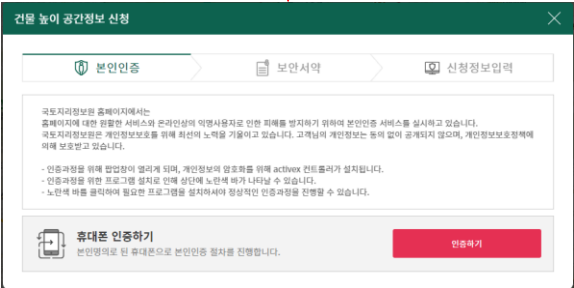 건물 높이 공간정보 신청
본인인증
보안서약
신청정보입력
국토지리정보원 홈페이지에서는
홈페이지에 대한 원활한 서비스와 온라인상의 익명사용자로 인한 피해를 방지하기 위하여 본인인증 서비스를 실시하고 있습니다.
국토지리정보원은 개인정보보호를 위해 최선의 노력을 기울이고 있습니다. 고객님의 개인정보는 동의 없이 공개되지 않으며, 개인정보보호정책에
의해 보호받고 있습니다.
- 인증과정을 위해 팝업창이 열리게 되며, 개인정보의 암호화를 위해 activex 컨트롤러가 설치됩니다.
- 인증과정을 위한 프로그램 설치로 인해 상단에 노란색 바가 나타날 수 있습니다.
- 노란색 바를 클릭하여 필요한 프로그램을 설치하셔야 정상적인 인증과정을 진행할 수 있습니다.
휴대폰 인증하기
본인명의로 된 휴대폰으로 본인인증 절차를 진행합니다.
인증하기